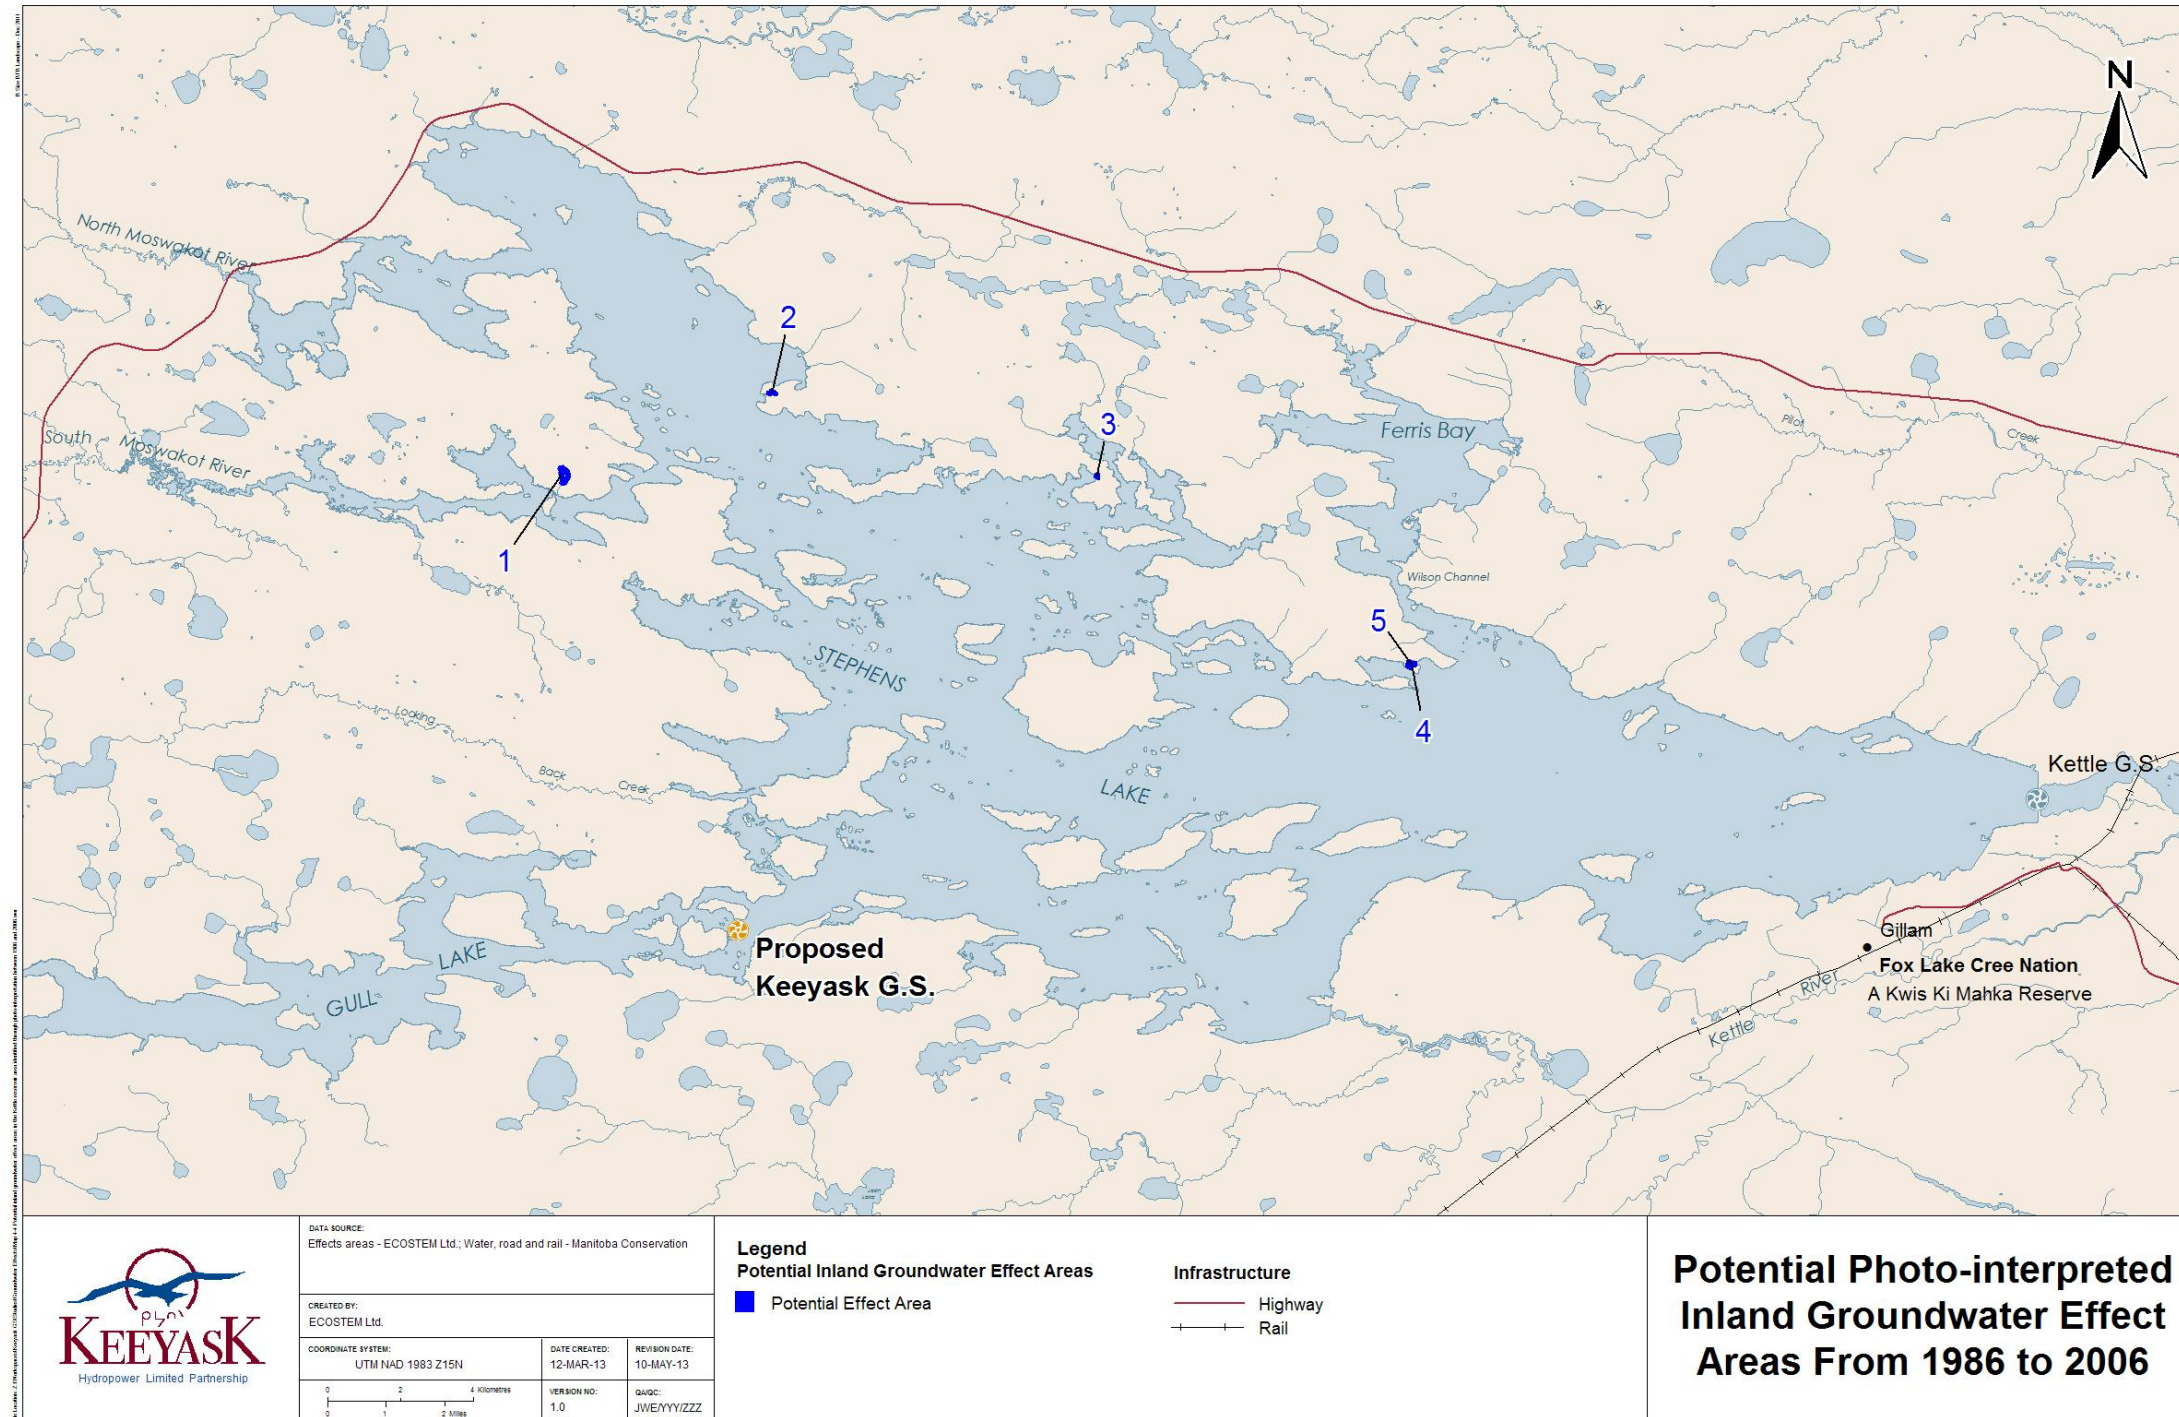 N
North Moswakot River
2
Sky
3
Ferris Bay
Pilot
Creek
South Moswakot River
1
Wilson Channel
5
STEPHENS
4
Looking
Back
Creek
LAKE
Kettle G.S.
Gillam
Fox Lake Cree Nation
A Kwis Ki Mahka Reserve
Proposed
Keeyask G.S.
LAKE
GULL
River
Kettle
ᑭᔭᐢᐠ
KEEYASK
Hydropower Limited Partnership
DATA SOURCE:
Effects areas - ECOSTEM Ltd.; Water, road and rail - Manitoba Conservation
CREATED BY:
ECOSTEM Ltd.
COORDINATE SYSTEM:
UTM NAD 1983 Z15N
DATE CREATED:
12-MAR-13
REVISION DATE:
10-MAY-13
0 2 4 Kilometres
0 1 2 Miles
VERSION NO:
1.0
QA/QC:
JWE/YYY/ZZZ
Legend
Potential Inland Groundwater Effect Areas
Potential Effect Area
Infrastructure
Highway
Rail
Potential Photo-interpreted
Inland Groundwater Effect
Areas From 1986 to 2006